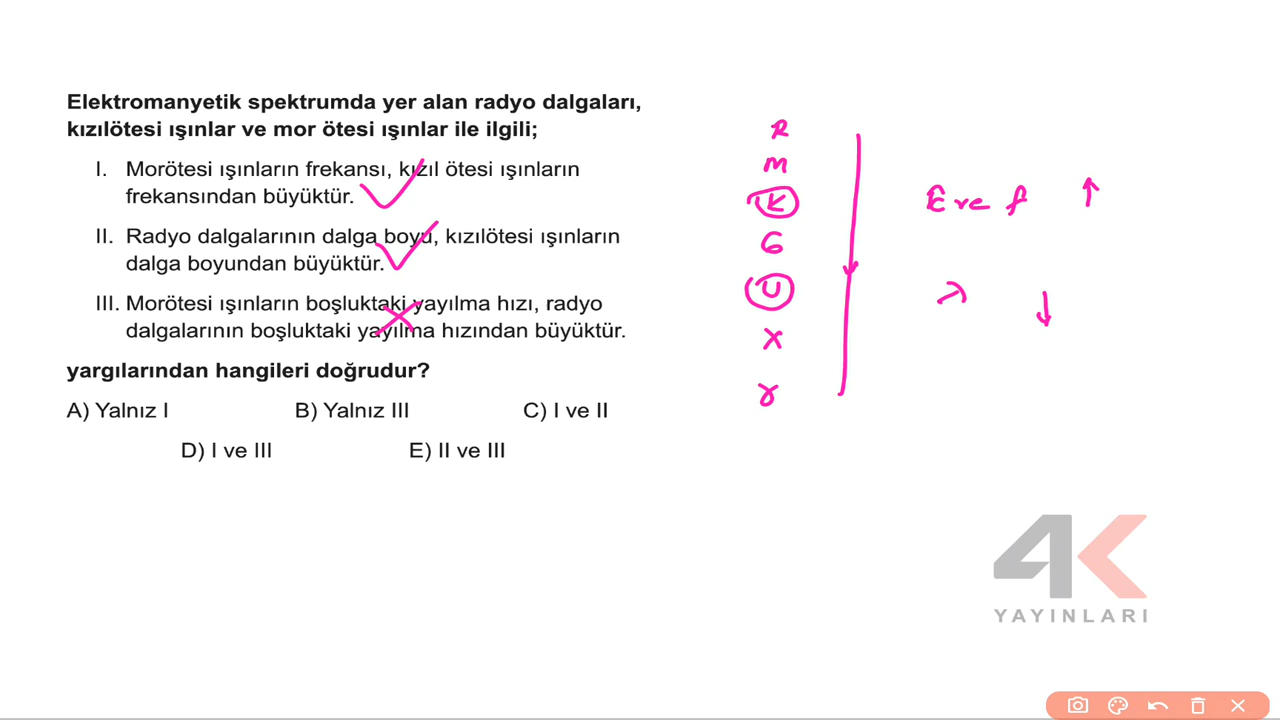 Elektromanyetik spektrumda yer alan radyo dalgaları,
kızılötesi ışınlar ve mor ötesi ışınlar ile ilgili;
I. Morötesi ışınların frekansı, kızıl ötesi ışınların
frekansından büyüktür.
II. Radyo dalgalarının dalga boyu, kızılötesi ışınların
dalga boyundan büyüktür.
III. Morötesi ışınların boşluktaki yayılma hızı, radyo
dalgalarının boşluktaki yayılma hızından büyüktür.
yargılarından hangileri doğrudur?
A) Yalnız I B) Yalnız III C) I ve II
D) I ve III E) II ve III
R
M
K
G
U
X
γ
E ve f ↑
λ ↓
4K
YAYINLARI